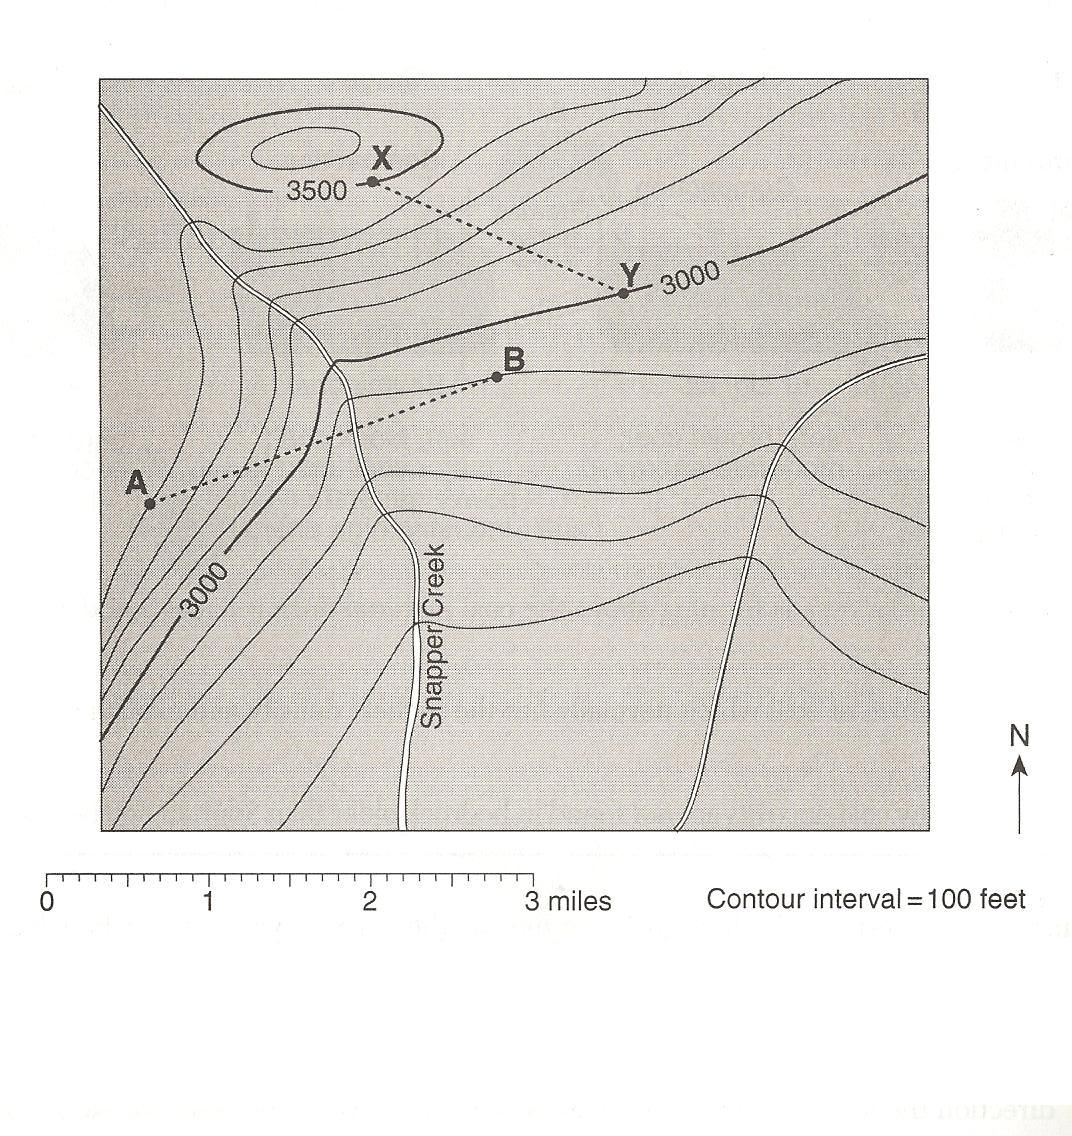 X
3500
Y
3000
B
A
3000
Snapper Creek
N
0 1 2 3 miles
Contour interval = 100 feet